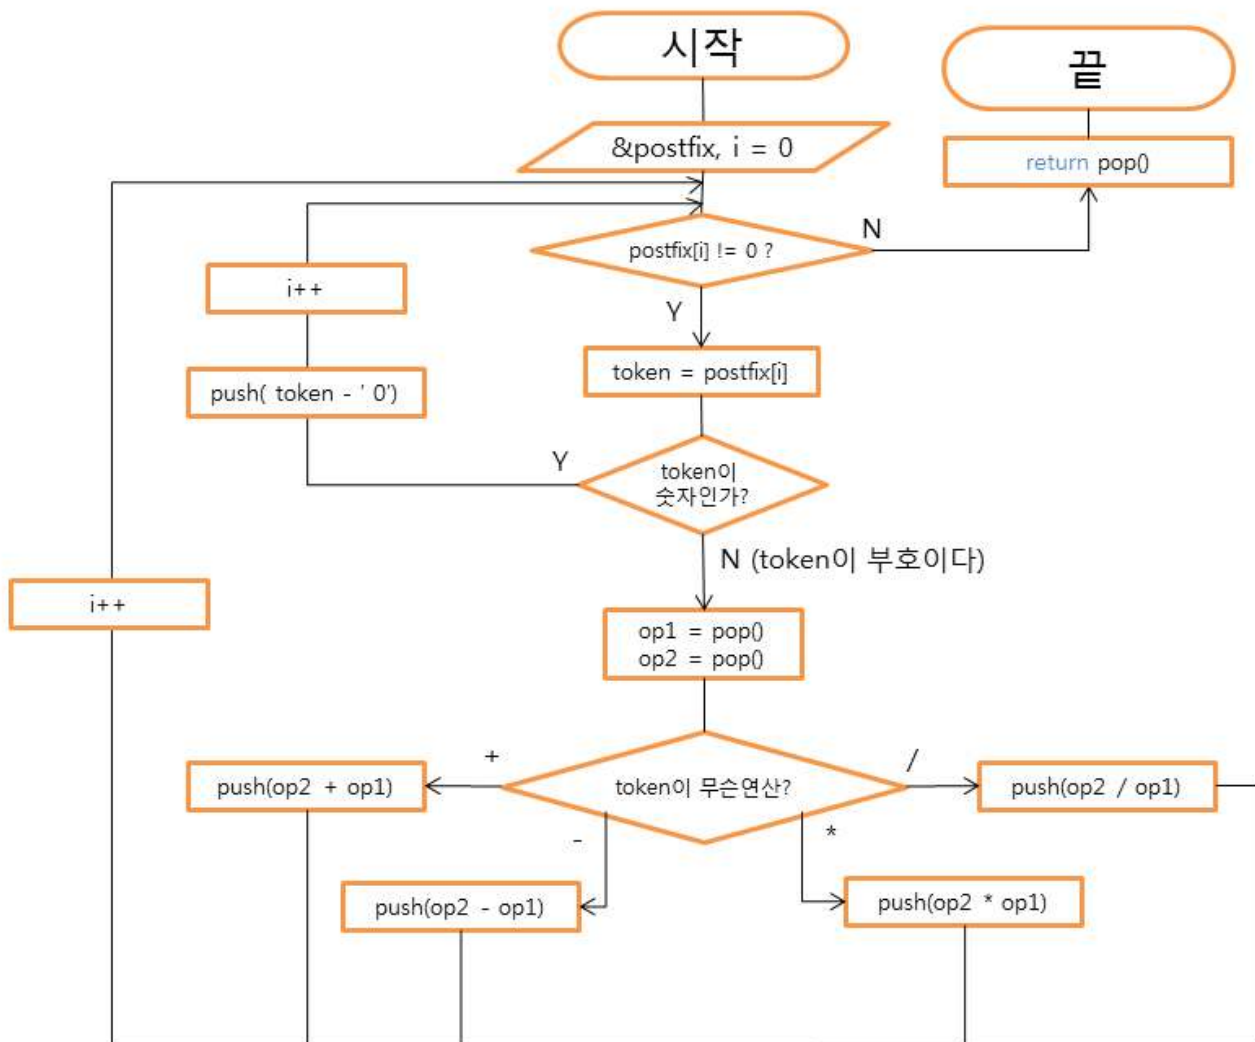 시작
끝
&postfix, i = 0
return pop()
postfix[i] != 0 ?
N
i++
Y
token = postfix[i]
push( token - ' 0')
Y
token이
숫자인가?
N (token이 부호이다)
i++
op1 = pop()
op2 = pop()
+
/
push(op2 + op1)
token이 무슨연산?
push(op2 / op1)
-
*
push(op2 - op1)
push(op2 * op1)